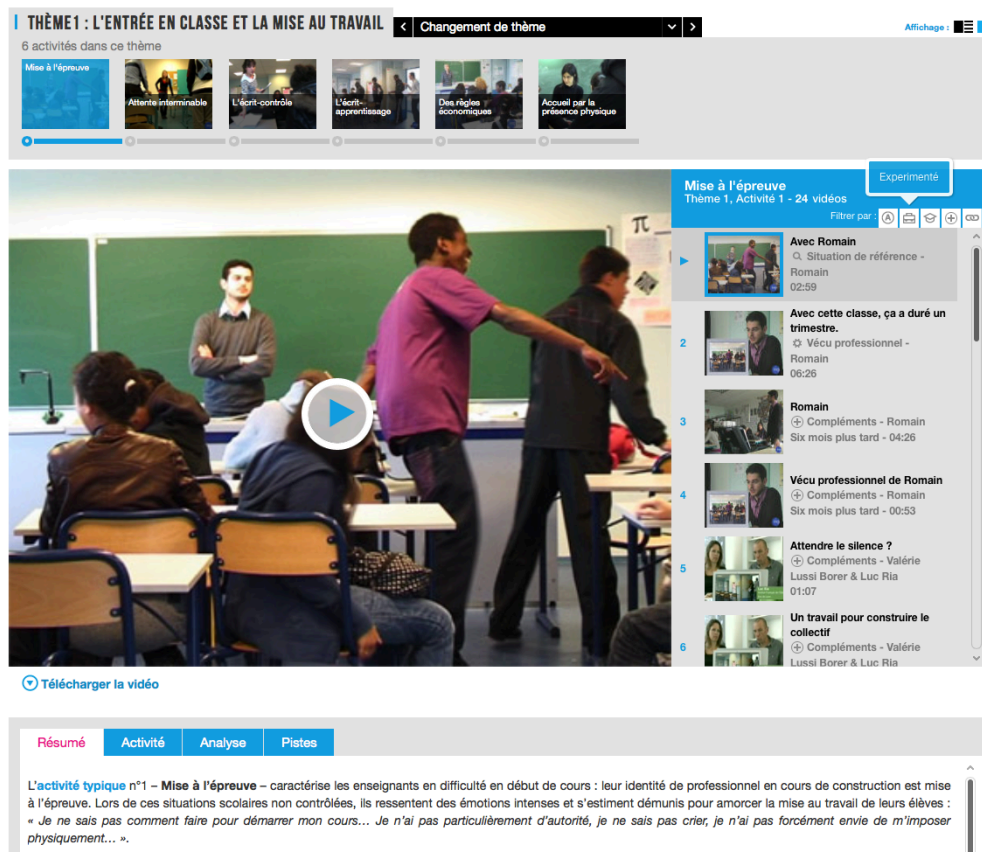 THÈME1 : L'ENTRÉE EN CLASSE ET LA MISE AU TRAVAIL
Changement de thème
Affichage :
6 activités dans ce thème
Mise à l'épreuve
Attente interminable
L'écrit-contrôle
L'écrit-
apprentissage
Des règles
économiques
Accueil par la
présence physique
Experimenté
Mise à l'épreuve
Thème 1, Activité 1 - 24 vidéos
Filtrer par :
A
π
Avec Romain
Situation de référence -
Romain
02:59
2
Avec cette classe, ça a duré un
trimestre.
Vécu professionnel -
Romain
06:26
3
Romain
Compléments - Romain
Six mois plus tard - 04:26
4
Vécu professionnel de Romain
Compléments - Romain
Six mois plus tard - 00:53
5
Attendre le silence ?
Compléments - Valérie
Lussi Borer & Luc Ria
01:07
6
Un travail pour construire le
collectif
Compléments - Valérie
Lussi Borer & Luc Ria
Télécharger la vidéo
Résumé
Activité
Analyse
Pistes
L'activité typique n°1 – Mise à l'épreuve – caractérise les enseignants en difficulté en début de cours : leur identité de professionnel en cours de construction est mise
à l'épreuve. Lors de ces situations scolaires non contrôlées, ils ressentent des émotions intenses et s'estiment démunis pour amorcer la mise au travail de leurs élèves :
« Je ne sais pas comment faire pour démarrer mon cours… Je n'ai pas particulièrement d'autorité, je ne sais pas crier, je n'ai pas forcément envie de m'imposer
physiquement… ».